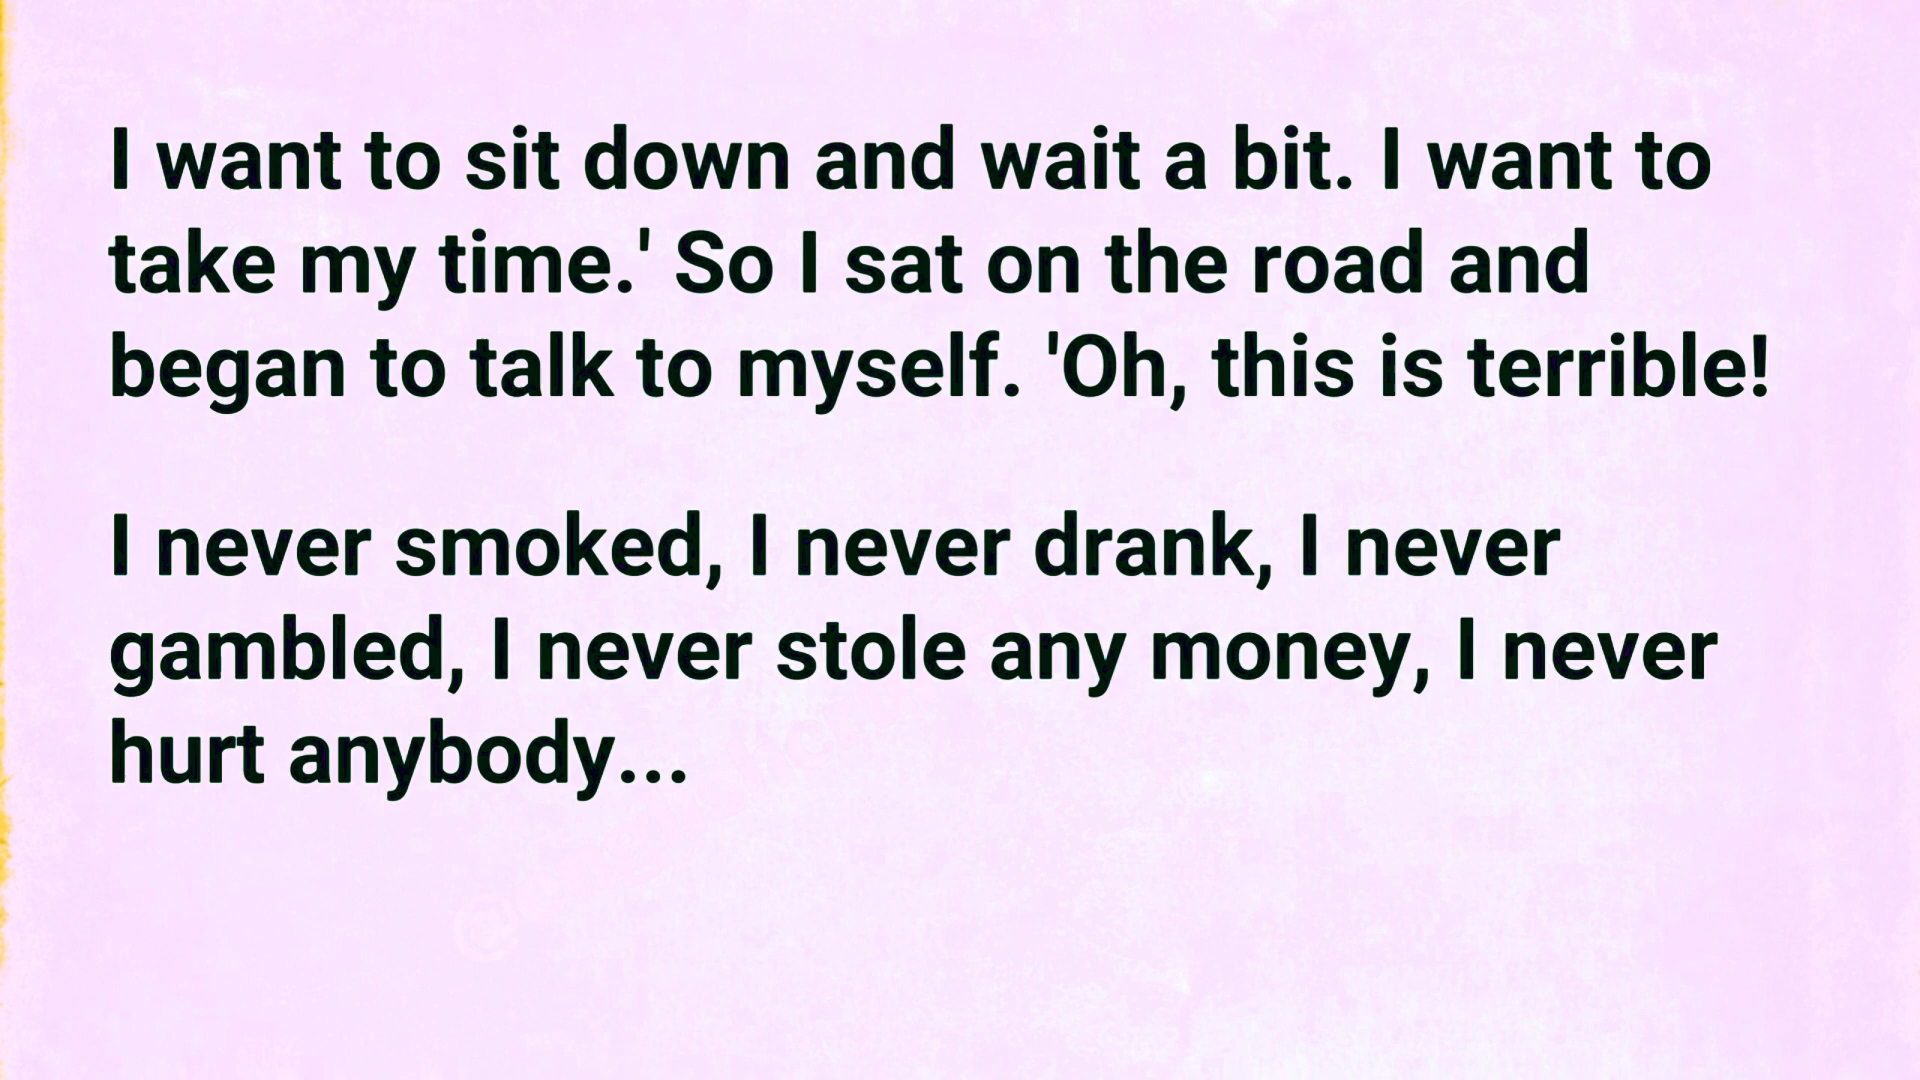 I want to sit down and wait a bit. I want to
take my time.' So I sat on the road and
began to talk to myself. 'Oh, this is terrible!
I never smoked, I never drank, I never
gambled, I never stole any money, I never
hurt anybody...